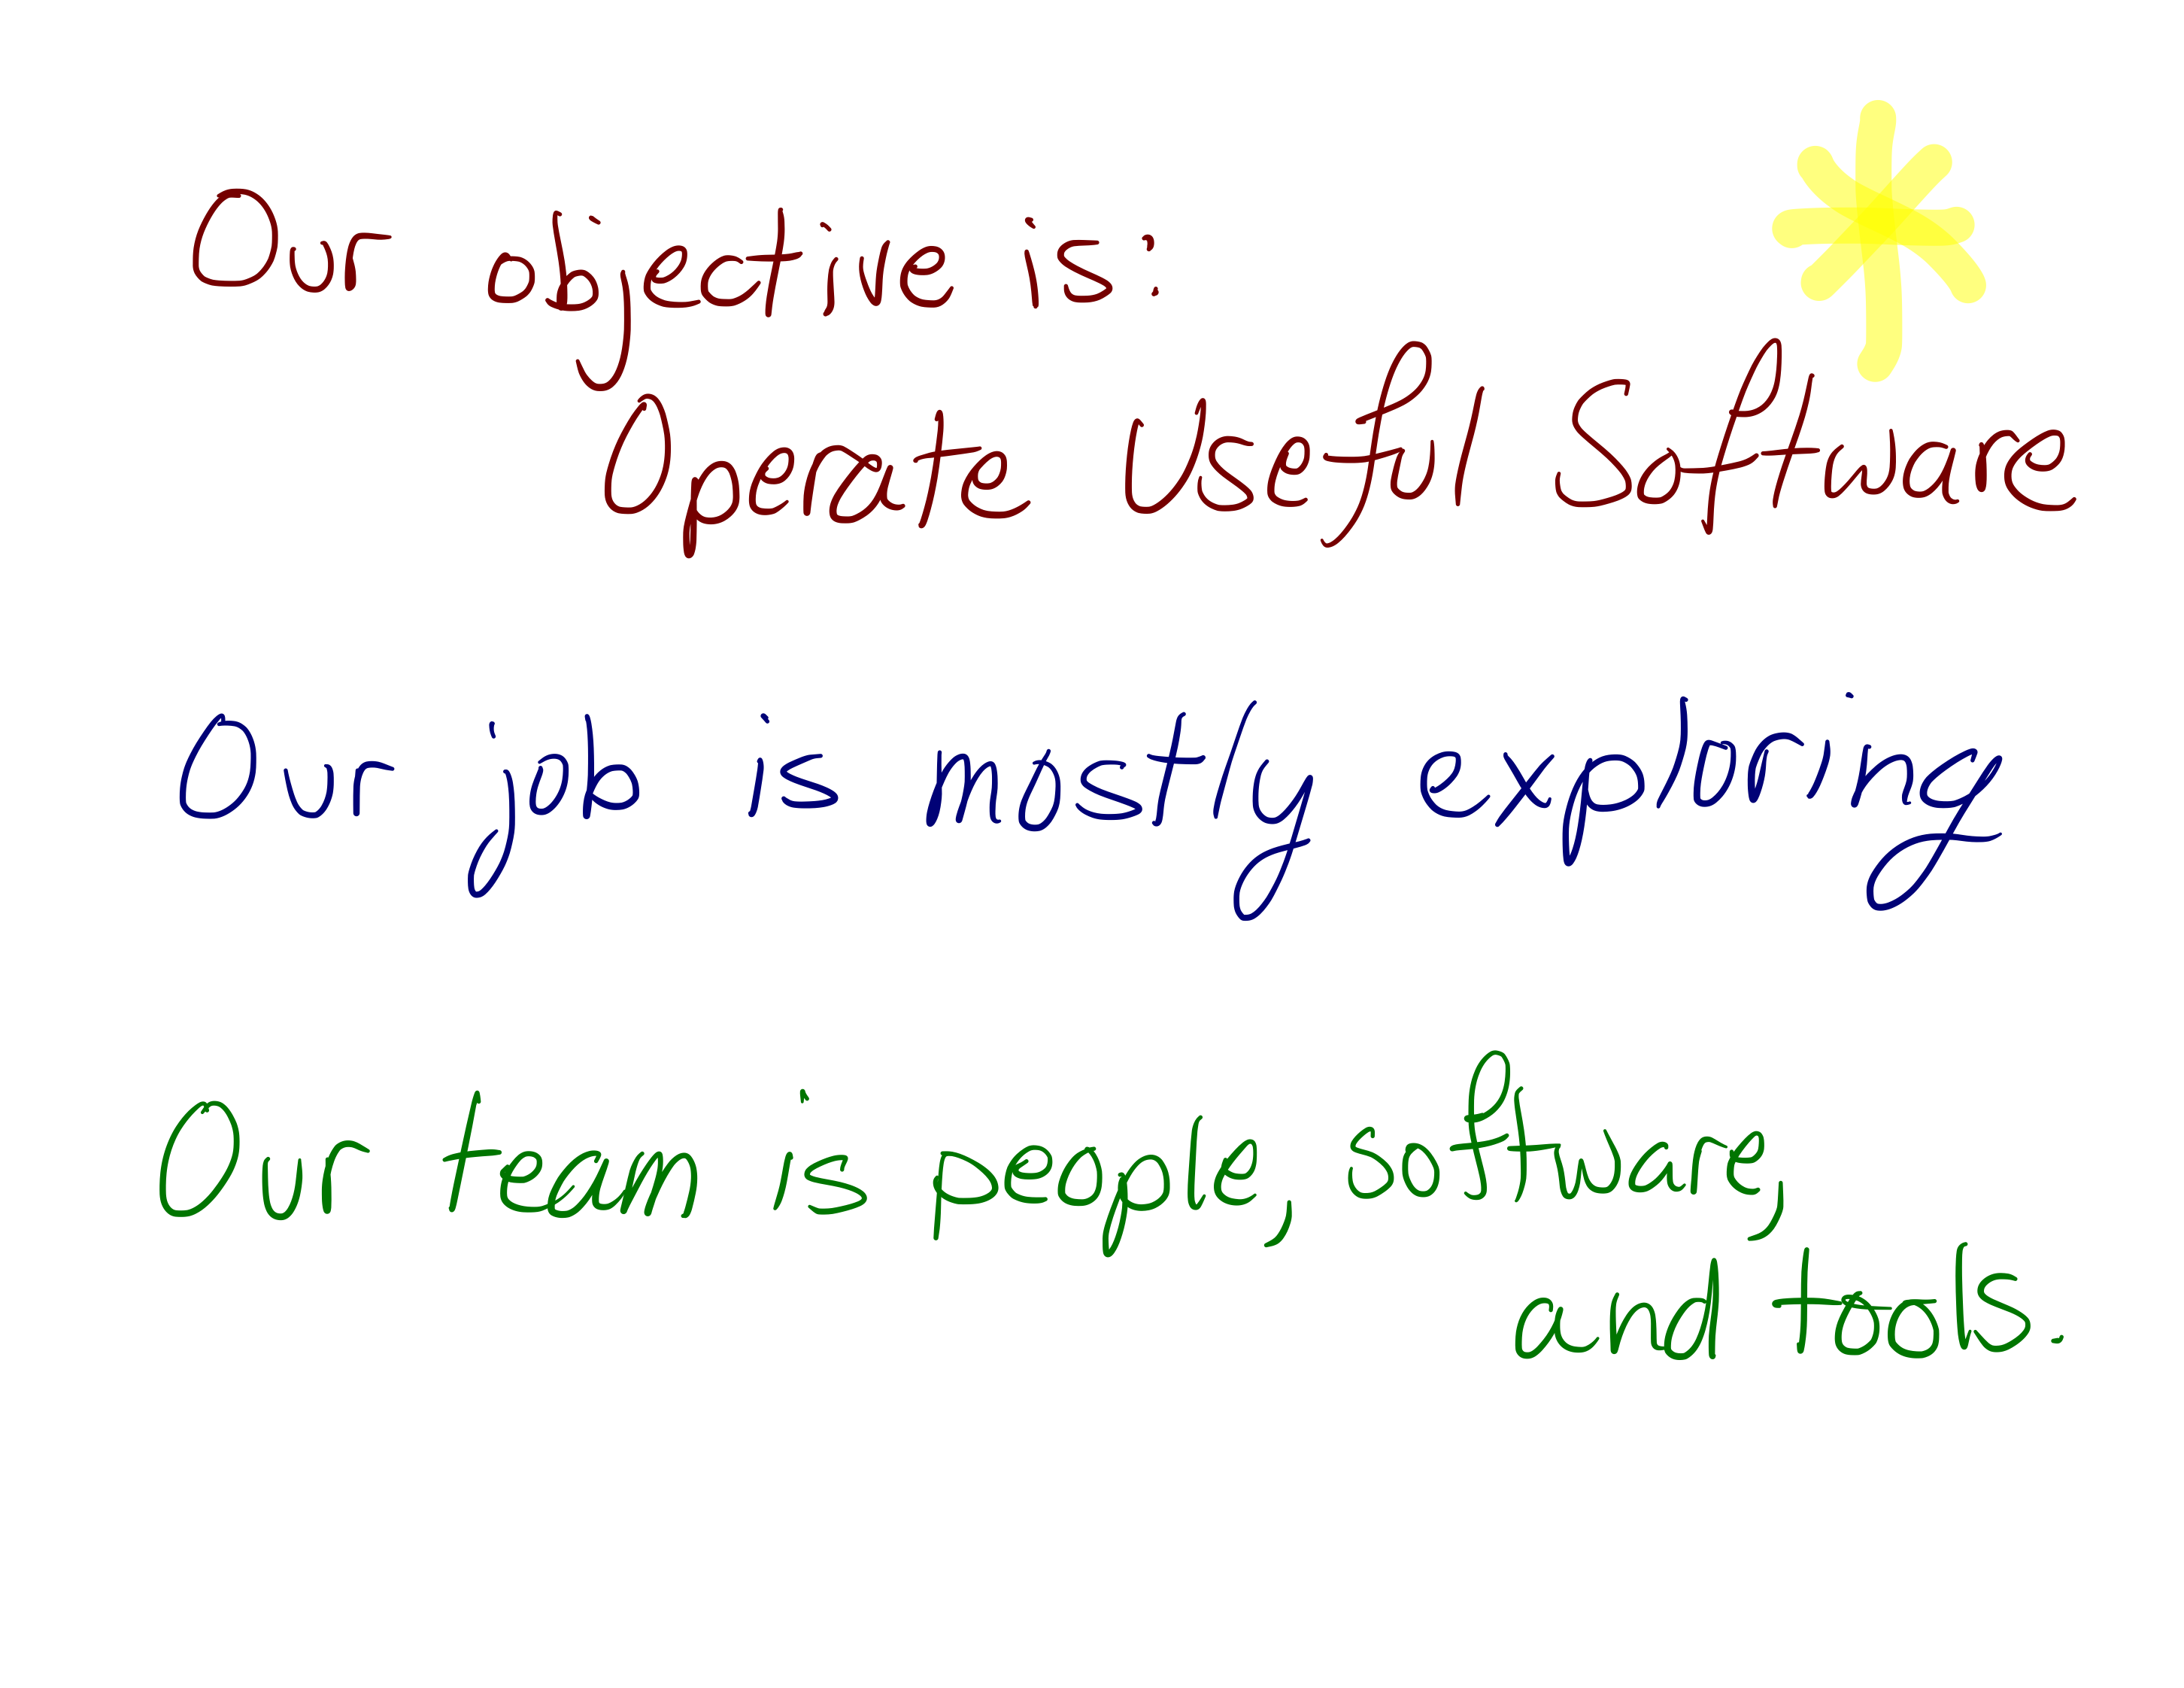 Our objective is:
Operate Useful Software
Our job is mostly exploring
Our team is people, software,
and tools.